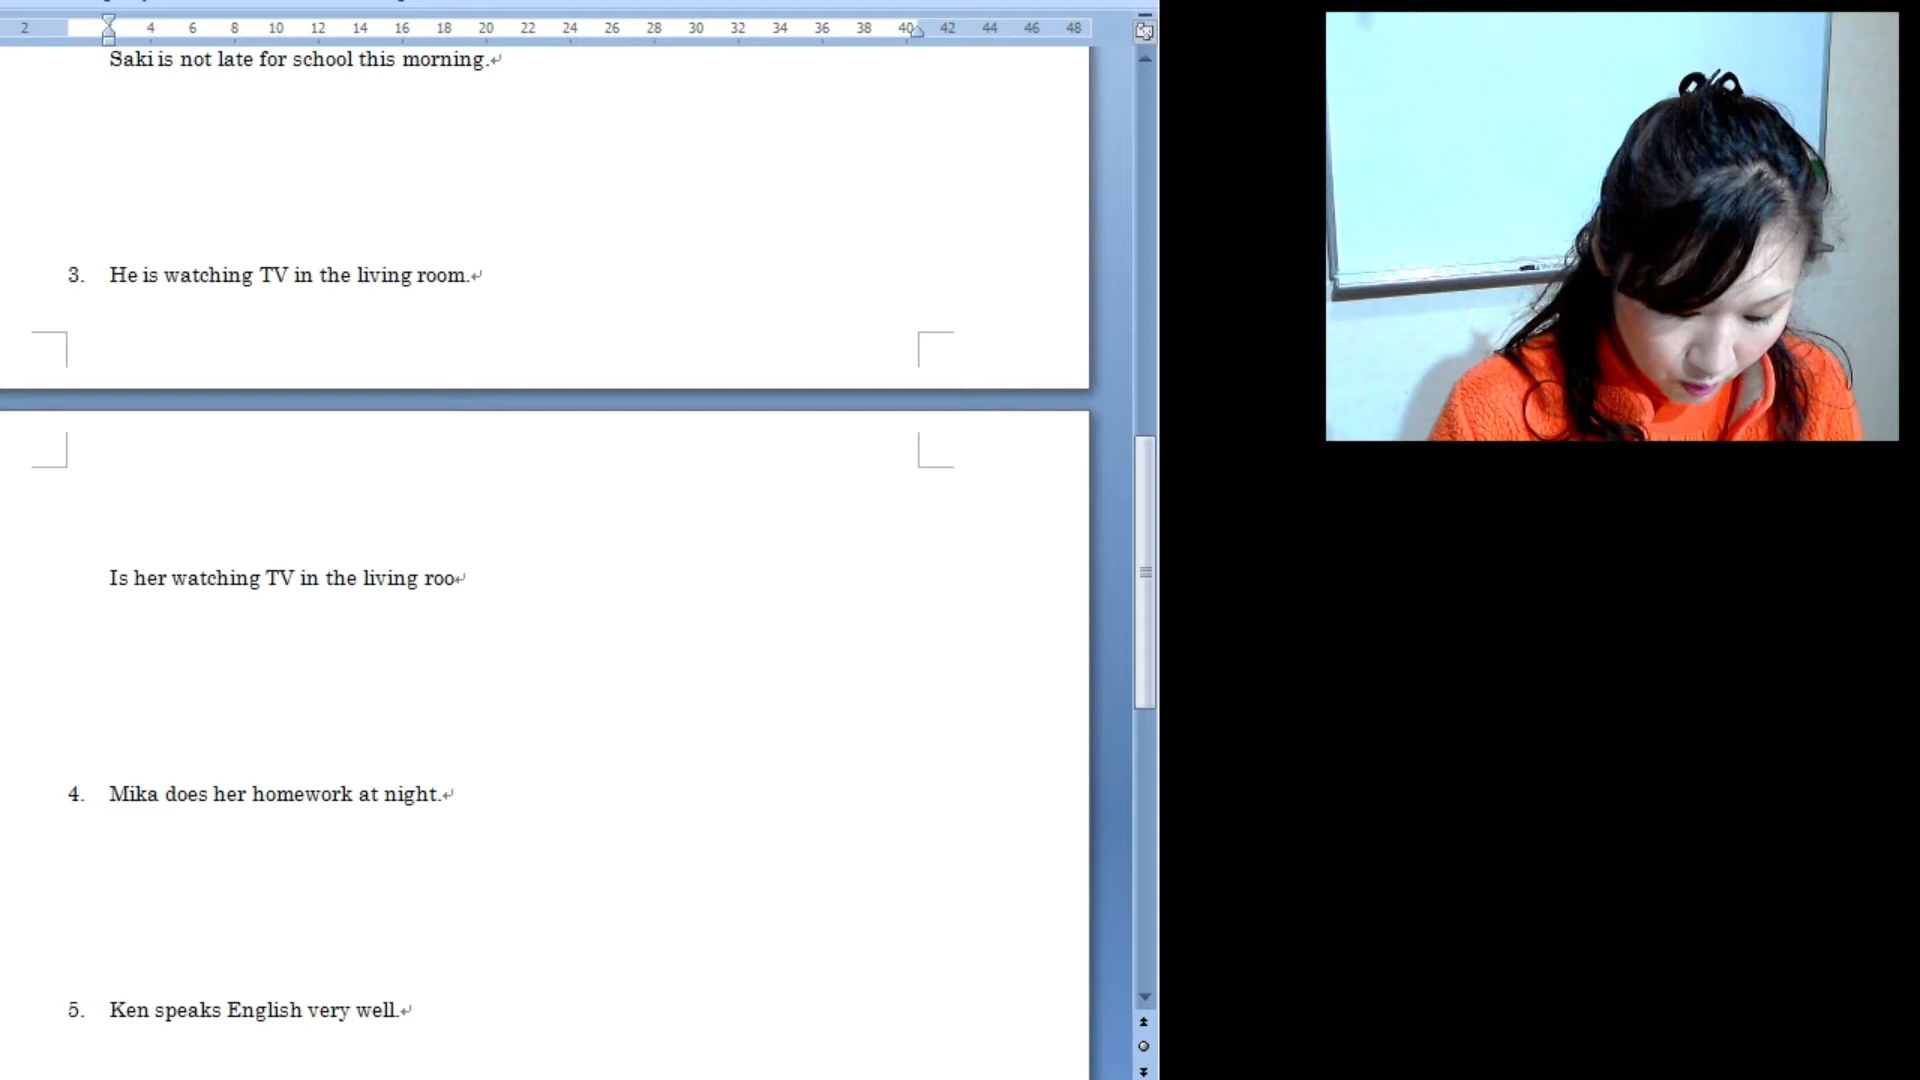 2 2 4 6 8 10 12 14 16 18 20 22 24 26 28 30 32 34 36 38 40 42 44 46 48
Saki is not late for school this morning.
3. He is watching TV in the living room.
Is her watching TV in the living roo
4. Mika does her homework at night.
5. Ken speaks English very well.